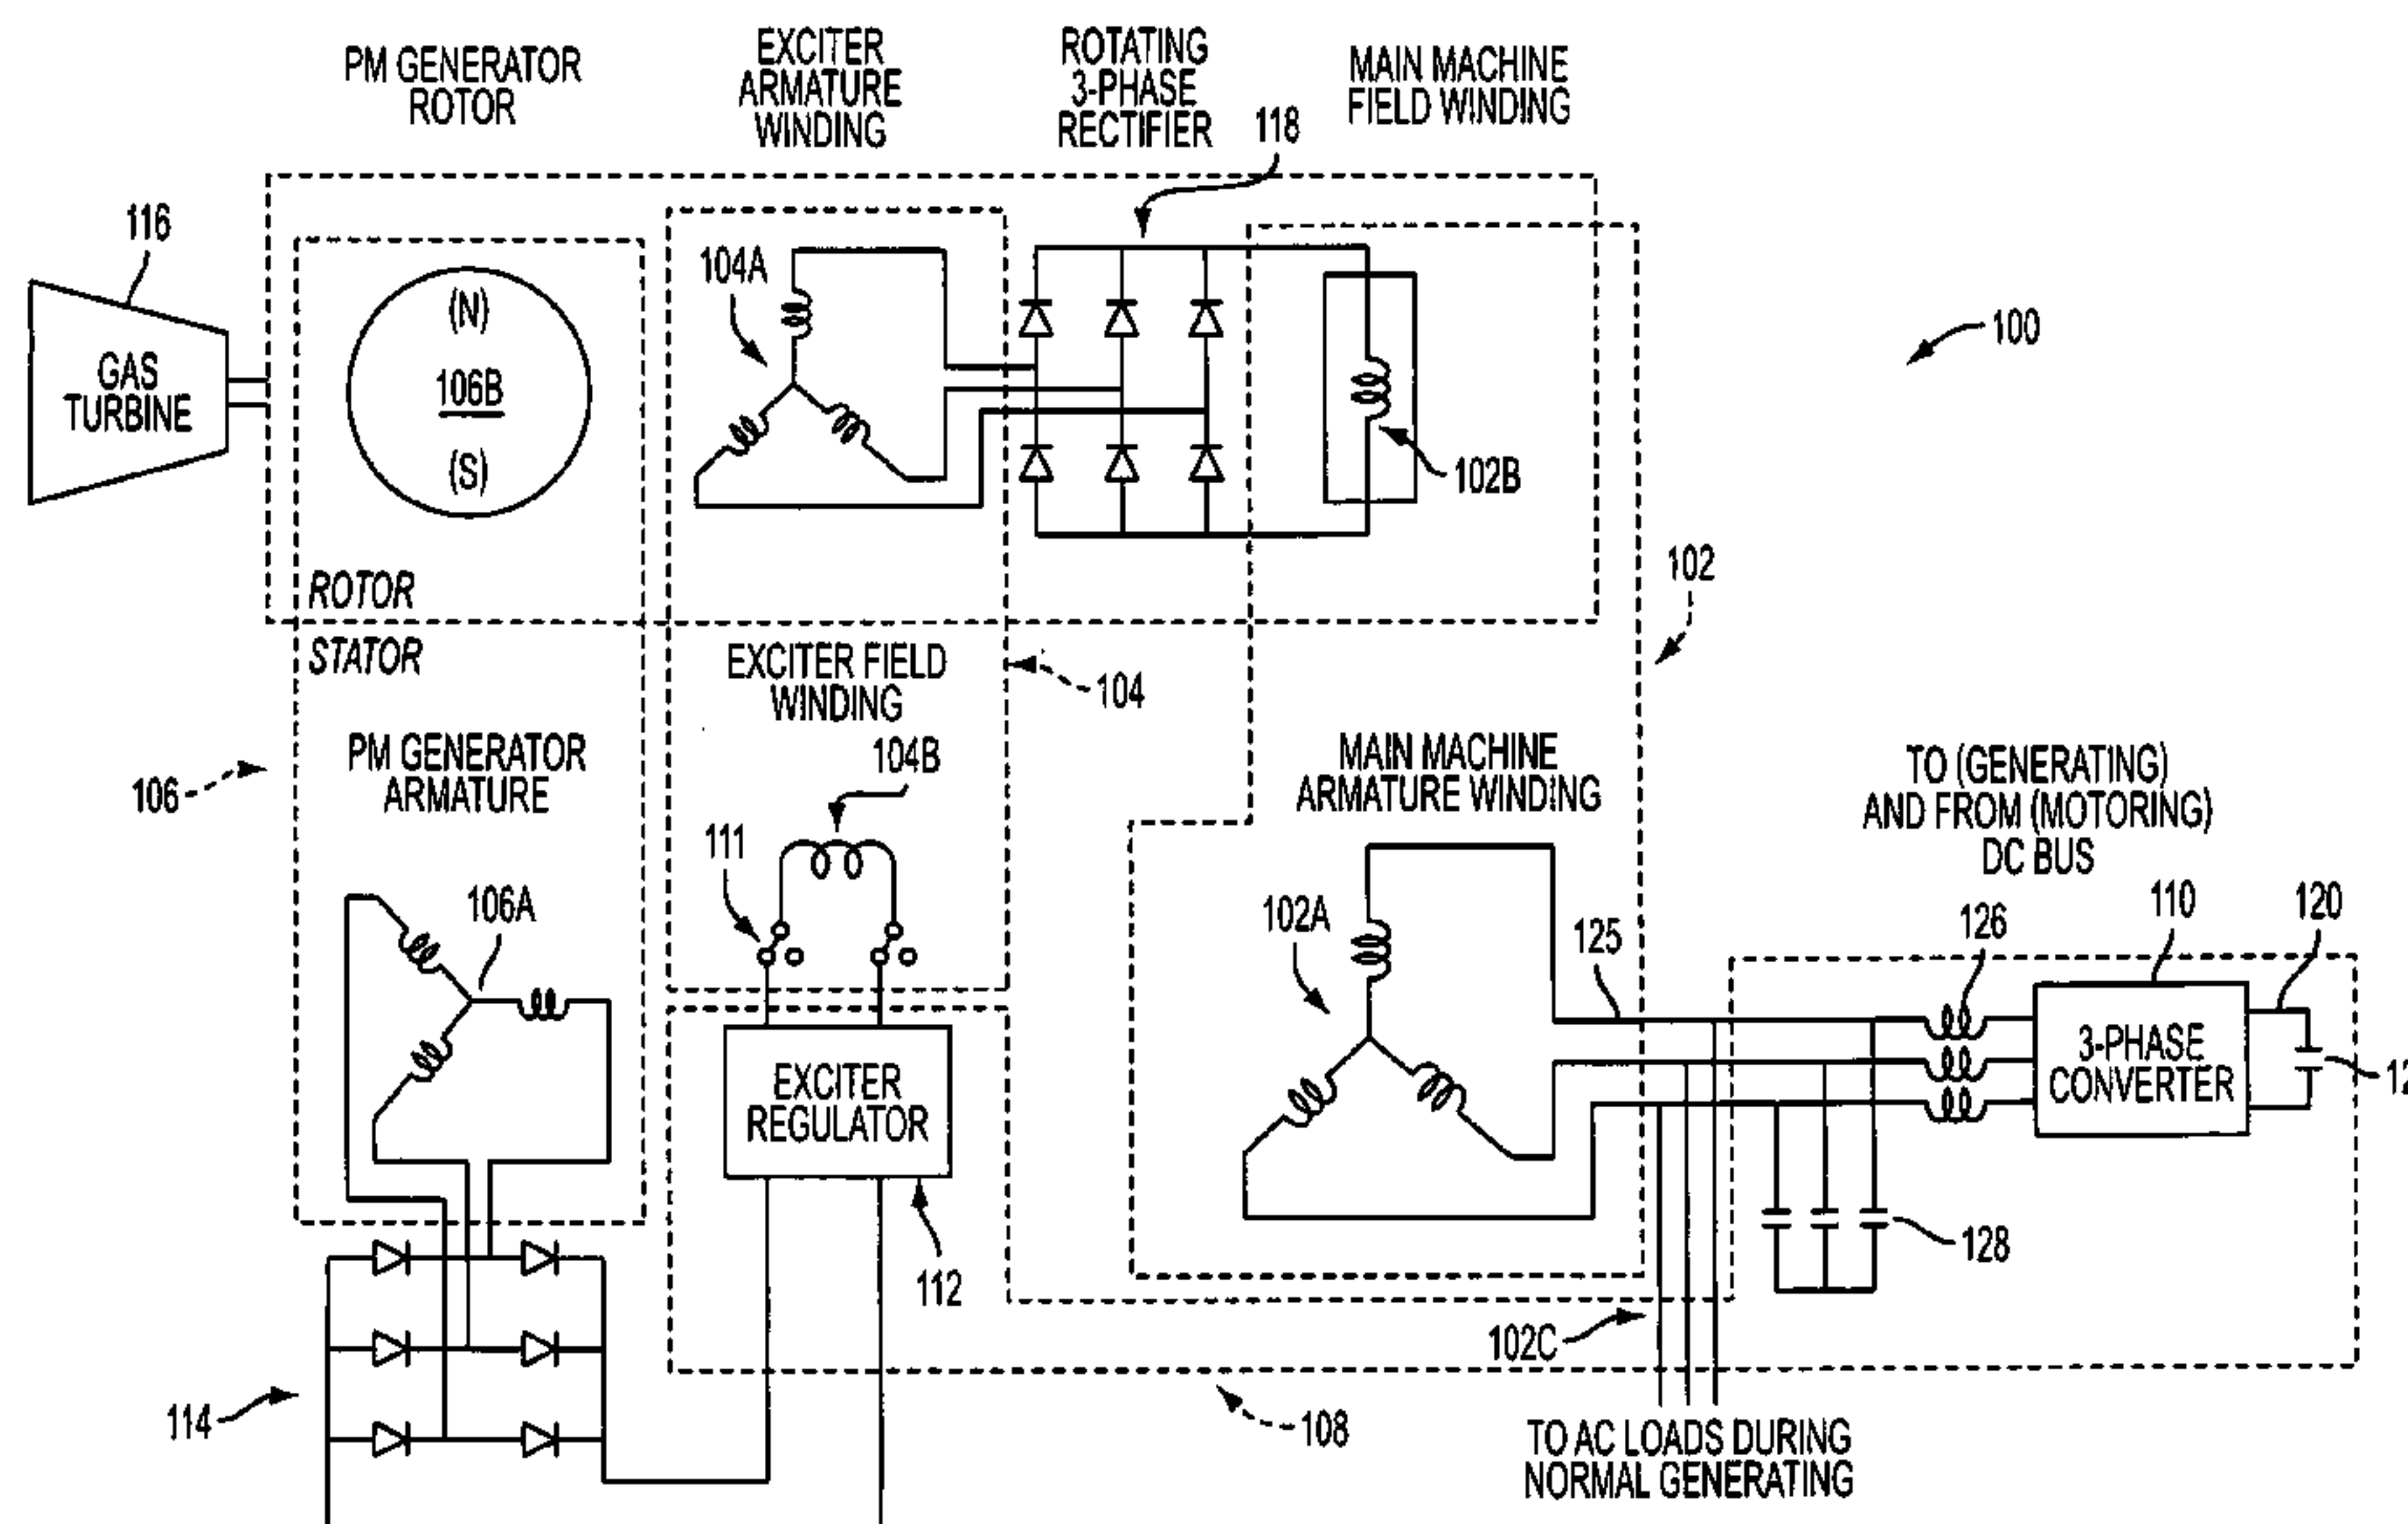 PM GENERATOR
ROTOR
EXCITER
ARMATURE
WINDING
ROTATING
3-PHASE
RECTIFIER
118
MAIN MACHINE
FIELD WINDING
116
GAS
TURBINE
(N)
106B
(S)
104A
102B
100
102
ROTOR
STATOR
EXCITER FIELD
WINDING
104
106
PM GENERATOR
ARMATURE
104B
111
106A
MAIN MACHINE
ARMATURE WINDING
102A
125
TO (GENERATING)
AND FROM (MOTORING)
DC BUS
126
110
120
3-PHASE
CONVERTER
EXCITER
REGULATOR
112
128
102C
114
108
TO AC LOADS DURING
NORMAL GENERATING